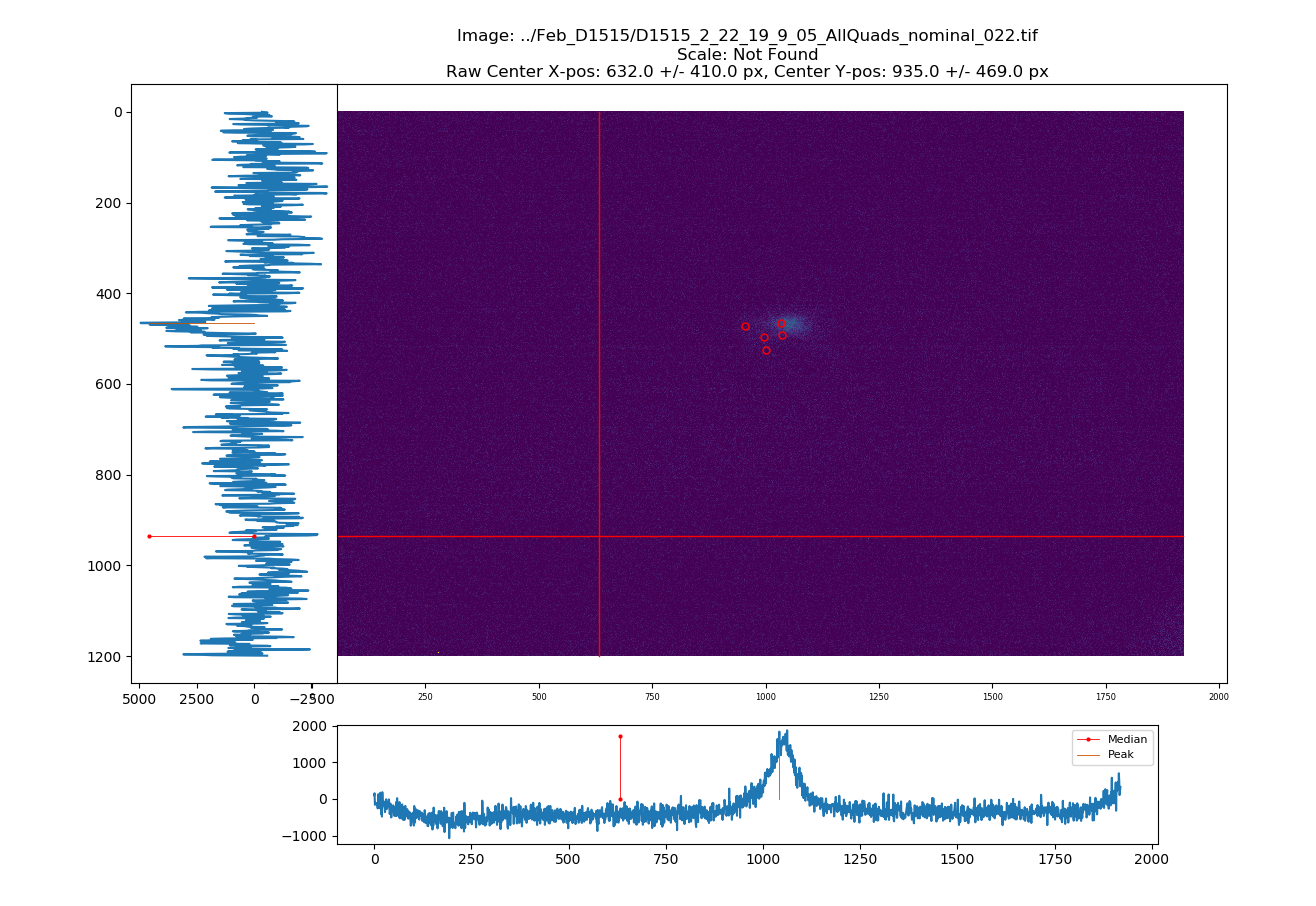 Image: ../Feb_D1515/D1515_2_22_19_9_05_AllQuads_nominal_022.tif
Scale: Not Found
Raw Center X-pos: 632.0 +/- 410.0 px, Center Y-pos: 935.0 +/- 469.0 px
0
200
400
600
800
1000
1200
5000 2500 0 −2500
250 500 750 1000 1250 1500 1750 2000
2000
1000
0
−1000
Median
Peak
0 250 500 750 1000 1250 1500 1750 2000